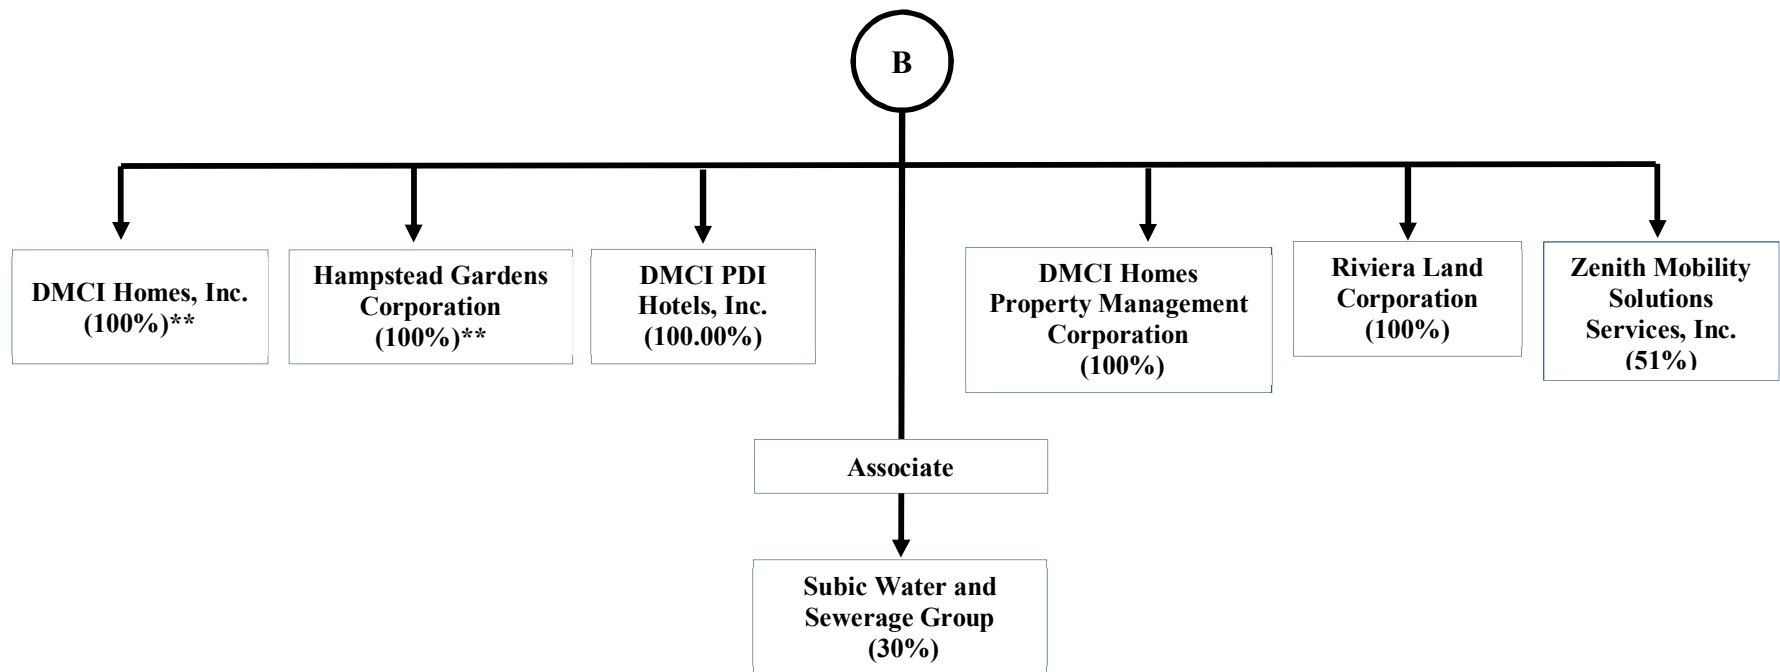 B
DMCI Homes, Inc.
(100%)**
Hampstead Gardens
Corporation
(100%)**
DMCI PDI
Hotels, Inc.
(100.00%)
DMCI Homes
Property Management
Corporation
(100%)
Riviera Land
Corporation
(100%)
Zenith Mobility
Solutions
Services, Inc.
(51%)
Associate
Subic Water and
Sewerage Group
(30%)